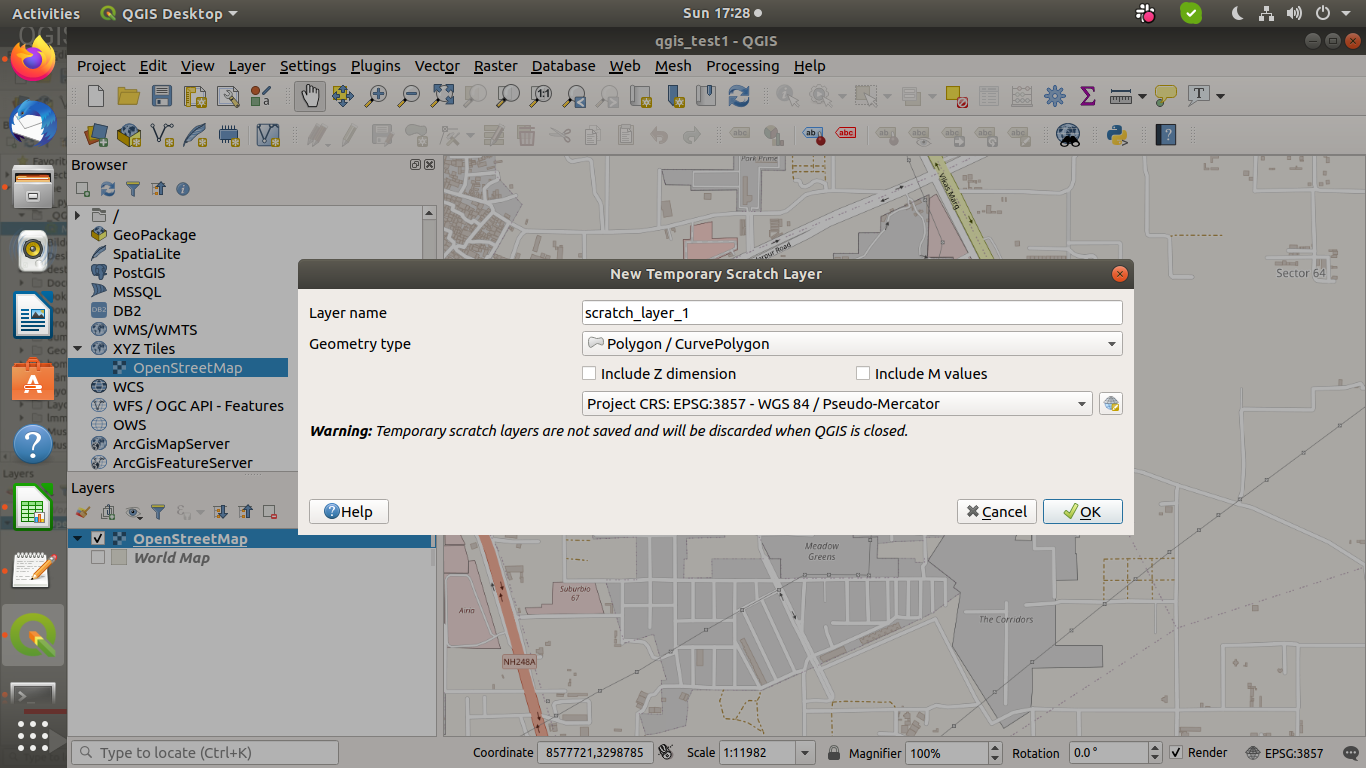 Activities
QGIS Desktop
Sun 17:28
qgis_test1 - QGIS
Project Edit View Layer Settings Plugins Vector Raster Database Web Mesh Processing Help
Browser
/
GeoPackage
SpatiaLite
PostGIS
MSSQL
DB2
WMS/WMTS
XYZ Tiles
OpenStreetMap
WCS
WFS / OGC API - Features
OWS
ArcGisMapServer
ArcGisFeatureServer
Layers
OpenStreetMap
World Map
Vikas Marg
Sector 64
New Temporary Scratch Layer
Layer name
scratch_layer_1
Geometry type
Polygon / CurvePolygon
Include Z dimension
Include M values
Project CRS: EPSG:3857 - WGS 84 / Pseudo-Mercator
Warning: Temporary scratch layers are not saved and will be discarded when QGIS is closed.
Help
Cancel
OK
Meadow
Greens
Suburbio
67
Airia
The Corridors
NH248A
Type to locate (Ctrl+K)
Coordinate 8577721,3298785
Scale 1:11982
Magnifier 100%
Rotation 0.0 °
Render
EPSG:3857